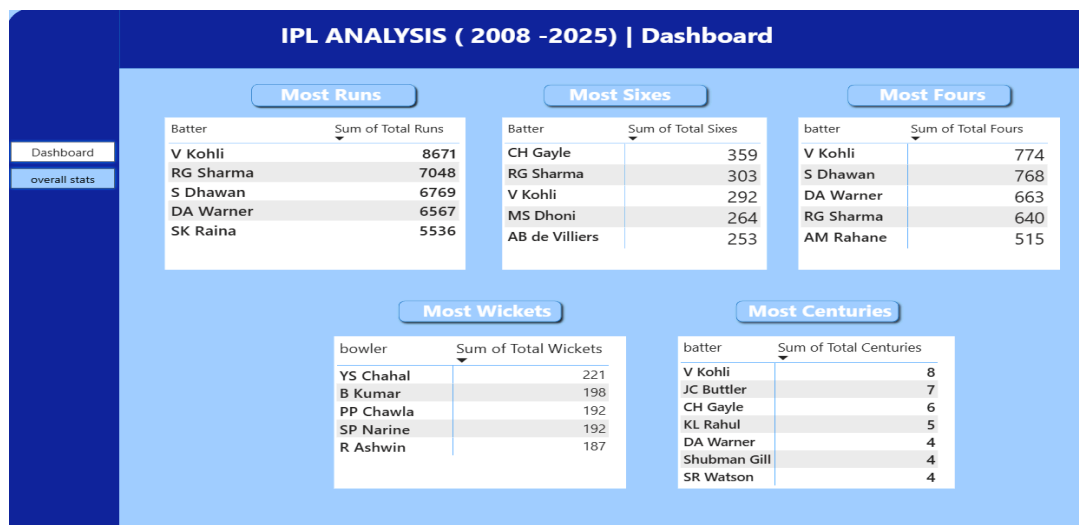 IPL ANALYSIS ( 2008 -2025) | Dashboard
Dashboard
overall stats
Most Runs
Batter Sum of Total Runs
V Kohli 8671
RG Sharma 7048
S Dhawan 6769
DA Warner 6567
SK Raina 5536
Most Sixes
Batter Sum of Total Sixes
CH Gayle 359
RG Sharma 303
V Kohli 292
MS Dhoni 264
AB de Villiers 253
Most Fours
batter Sum of Total Fours
V Kohli 774
S Dhawan 768
DA Warner 663
RG Sharma 640
AM Rahane 515
Most Wickets
bowler Sum of Total Wickets
YS Chahal 221
B Kumar 198
PP Chawla 192
SP Narine 192
R Ashwin 187
Most Centuries
batter Sum of Total Centuries
V Kohli 8
JC Buttler 7
CH Gayle 6
KL Rahul 5
DA Warner 4
Shubman Gill 4
SR Watson 4